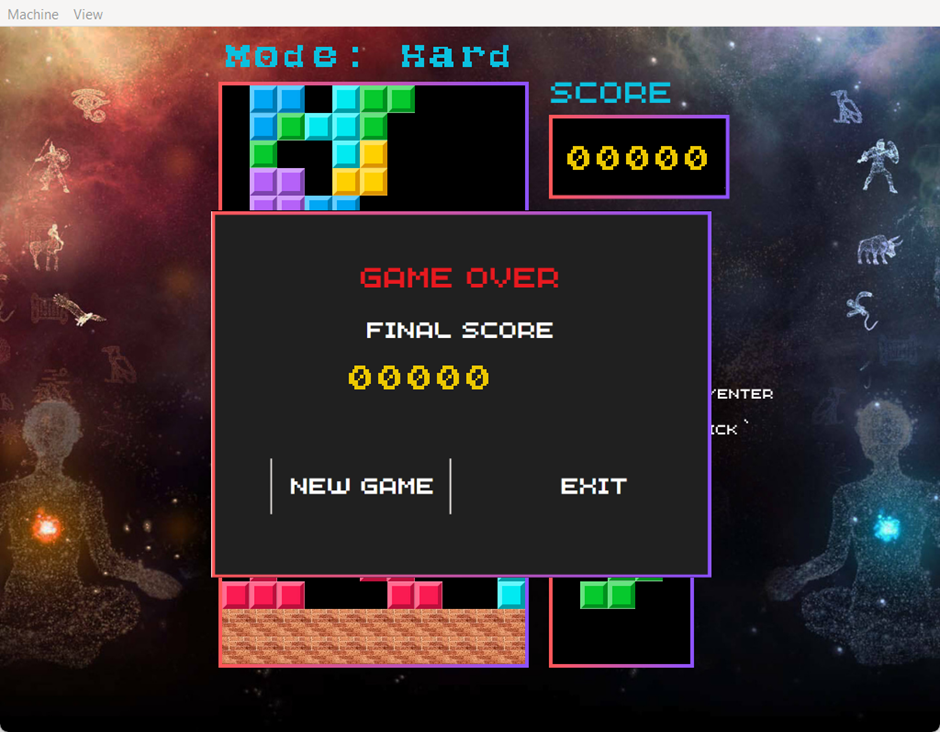 Machine View
Mode: Hard
SCORE
00000
GAME OVER
FINAL SCORE
00000
NEW GAME
EXIT